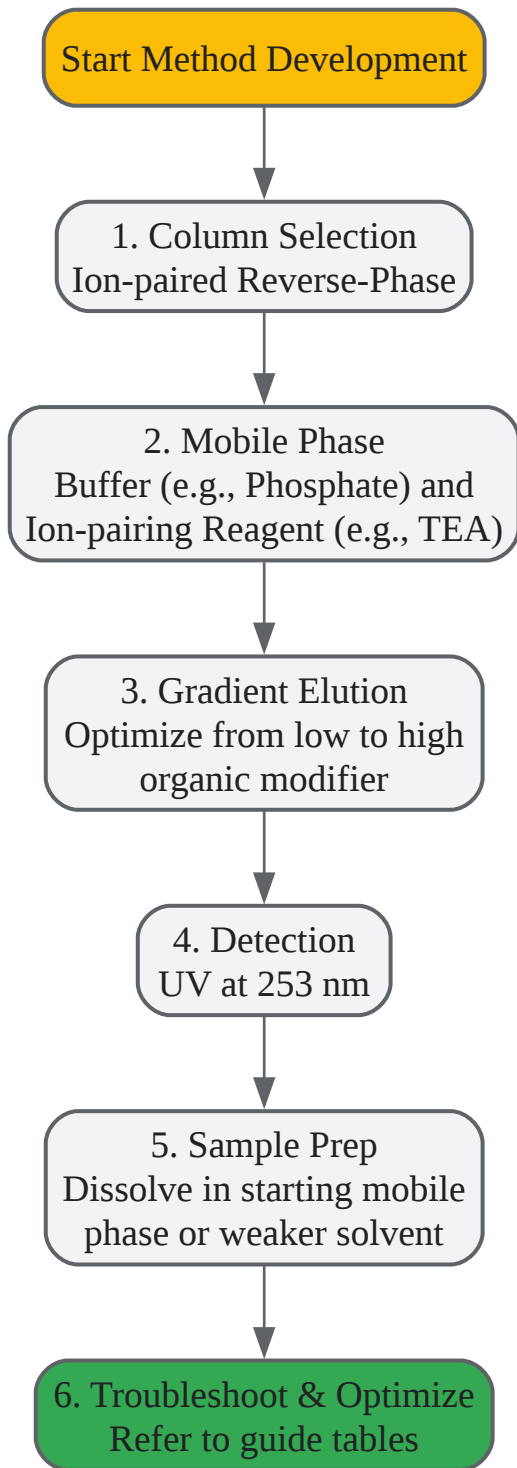 Start Method Development
1. Column Selection
Ion-paired Reverse-Phase
2. Mobile Phase
Buffer (e.g., Phosphate) and
Ion-pairing Reagent (e.g., TEA)
3. Gradient Elution
Optimize from low to high
organic modifier
4. Detection
UV at 253 nm
5. Sample Prep
Dissolve in starting mobile
phase or weaker solvent
6. Troubleshoot & Optimize
Refer to guide tables